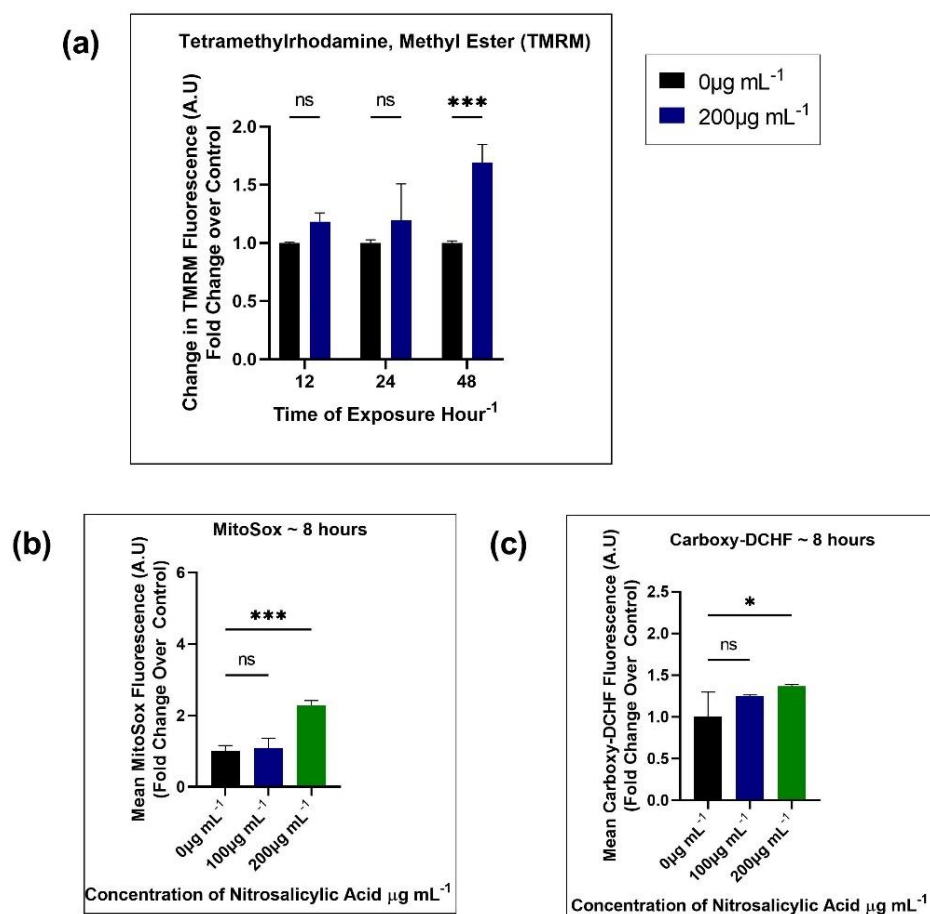 (a)
Tetramethylrhodamine, Methyl Ester (TMRM)
0µg mL⁻¹
200µg mL⁻¹
Change in TMRM Fluorescence (A.U)
Fold Change over Control
ns
ns
***
2.0
1.5
1.0
0.5
0.0
12
24
48
Time of Exposure Hour⁻¹
(b)
MitoSox ~ 8 hours
Mean MitoSox Fluorescence (A.U)
(Fold Change Over Control)
6
4
2
0
***
ns
0µg mL⁻¹
100µg mL⁻¹
200µg mL⁻¹
Concentration of Nitrosalicylic Acid µg mL⁻¹
(c)
Carboxy-DCHF ~ 8 hours
Mean Carboxy-DCHF Fluorescence (A.U)
(Fold Change Over Control)
2.5
2.0
1.5
1.0
0.5
0.0
*
ns
0µg mL⁻¹
100µg mL⁻¹
200µg mL⁻¹
Concentration of Nitrosalicylic Acid µg mL⁻¹